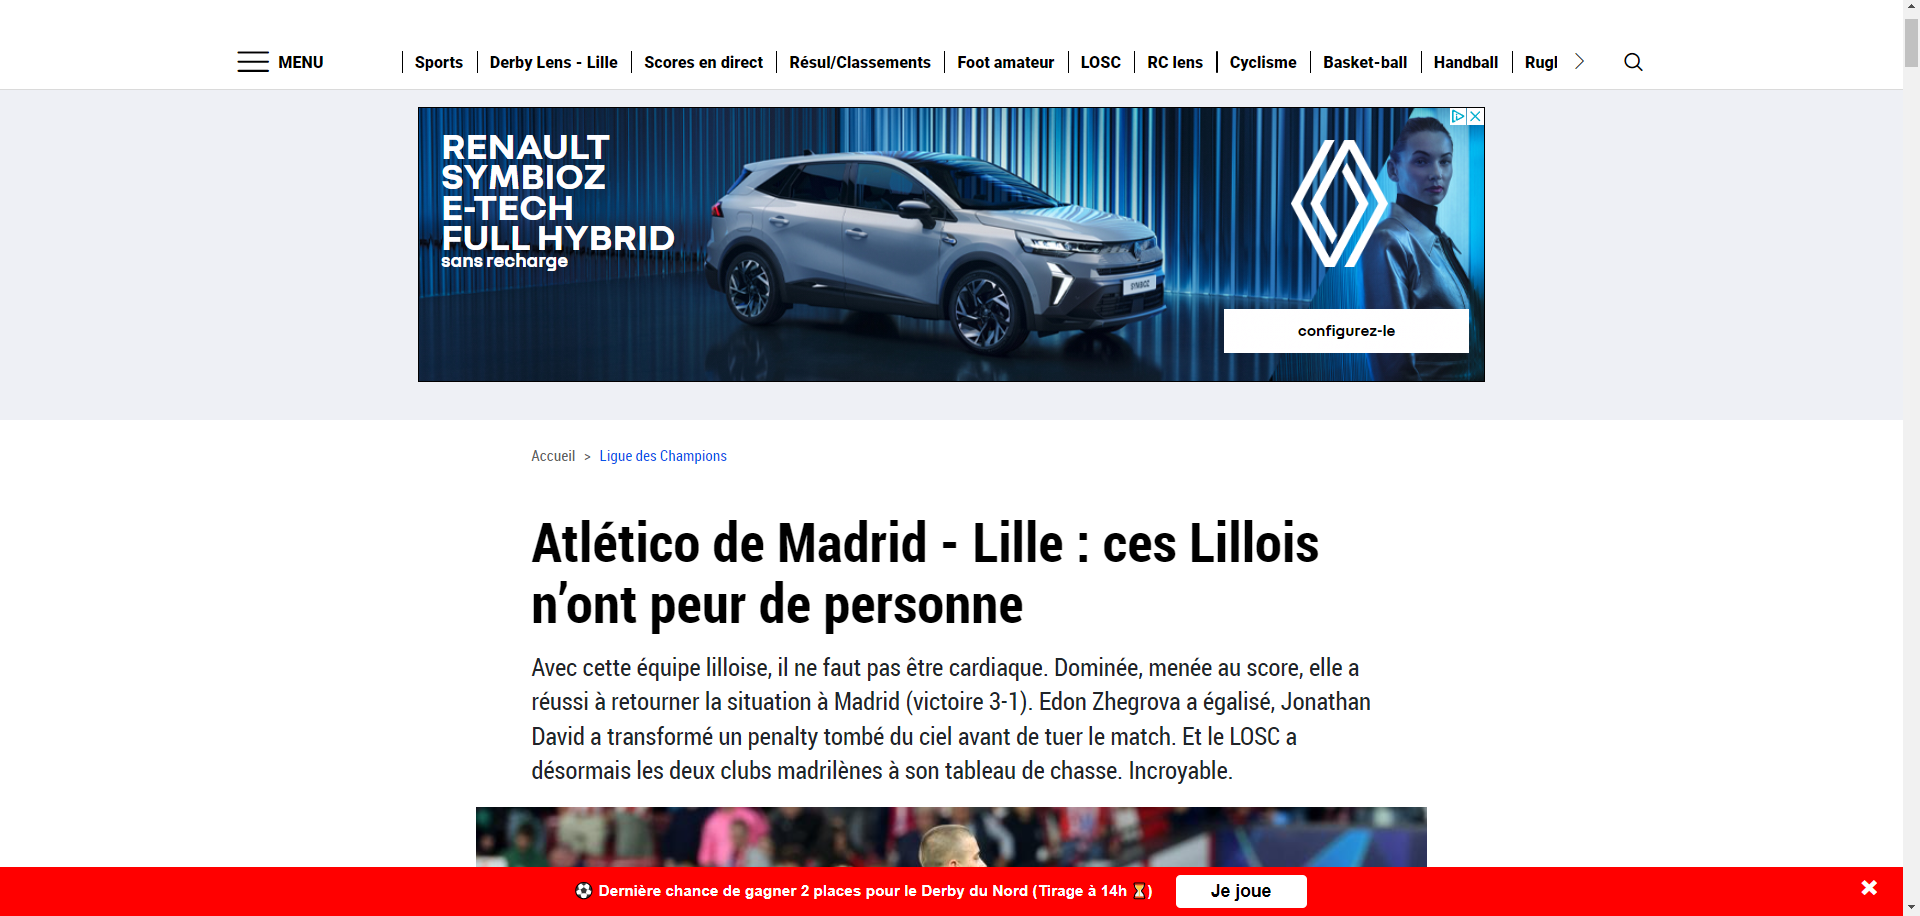 MENU
Sports
Derby Lens - Lille
Scores en direct
Résul/Classements
Foot amateur
LOSC
RC lens
Cyclisme
Basket-ball
Handball
Rugl
RENAULT
SYMBIOZ
E-TECH
FULL HYBRID
sans recharge
SYMBIOZ
configurez-le
Accueil > Ligue des Champions
Atlético de Madrid - Lille : ces Lillois
n’ont peur de personne
Avec cette équipe lilloise, il ne faut pas être cardiaque. Dominée, menée au score, elle a
réussi à retourner la situation à Madrid (victoire 3-1). Edon Zhegrova a égalisé, Jonathan
David a transformé un penalty tombé du ciel avant de tuer le match. Et le LOSC a
désormais les deux clubs madrilènes à son tableau de chasse. Incroyable.
⚽ Dernière chance de gagner 2 places pour le Derby du Nord (Tirage à 14h ⏳)
Je joue